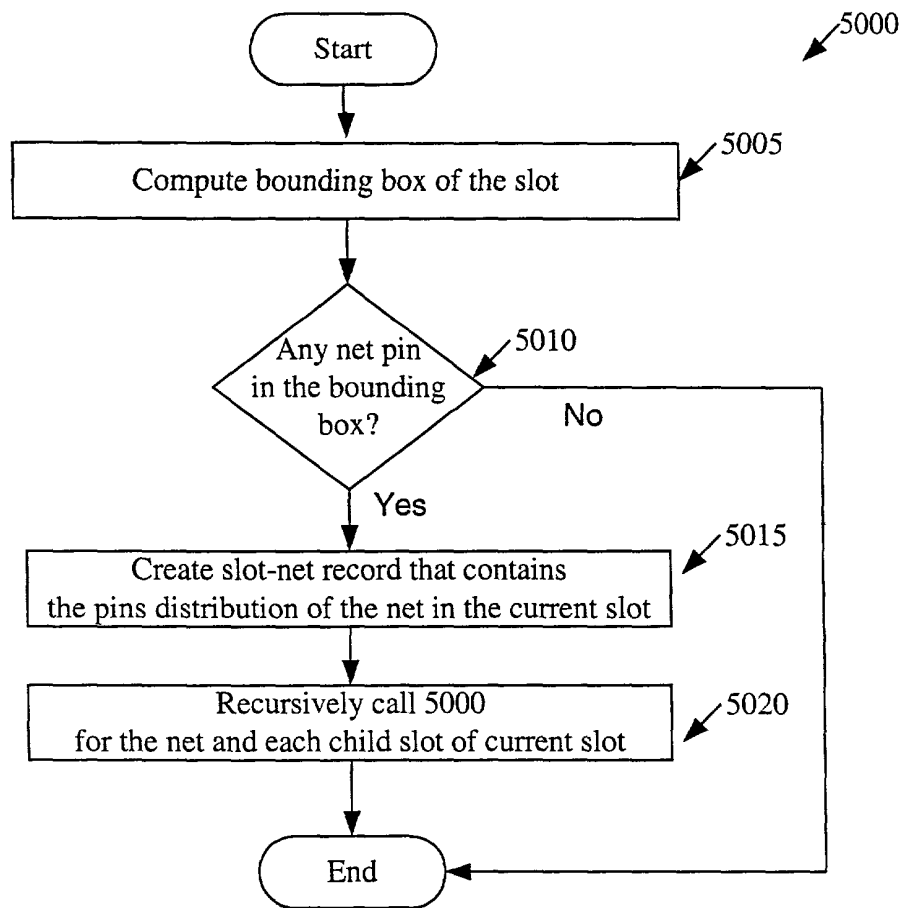 Start
5000
5005
Compute bounding box of the slot
5010
Any net pin
in the bounding
box?
No
Yes
5015
Create slot-net record that contains
the pins distribution of the net in the current slot
5020
Recursively call 5000
for the net and each child slot of current slot
End